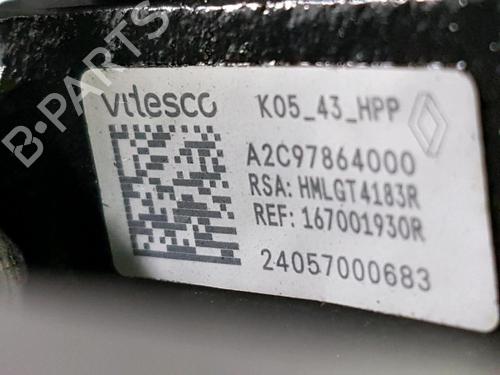 vitesco K05_43_HPP
A2C97864000
RSA: HMLGT4183R
REF: 167001930R
24057000683
B-PARTS